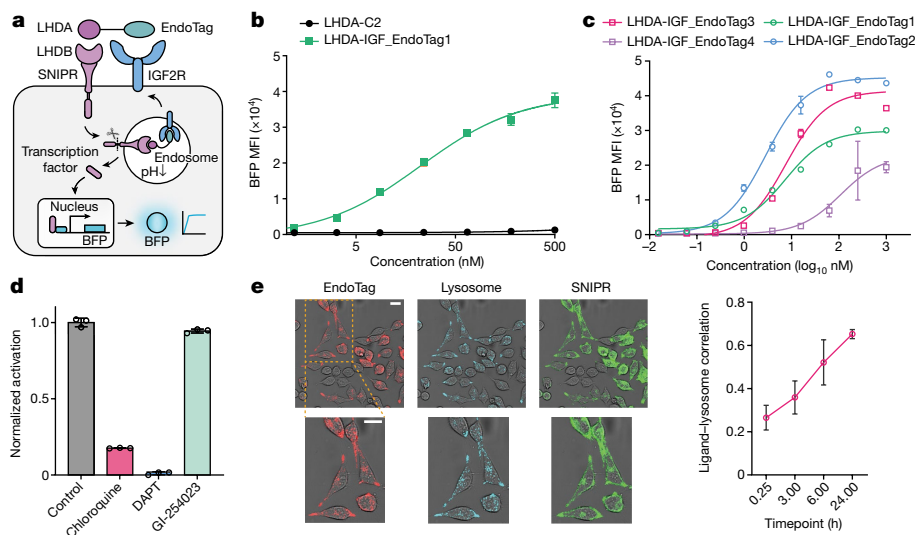 a
LHDA
EndoTag
LHDB
SNIPR
IGF2R
Transcription
factor
Endosome
pH↓
Nucleus
BFP
BFP
b
LHDA-C2
LHDA-IGF_EndoTag1
BFP MFI (×10⁴)
5
4
3
2
1
0
5
50
500
Concentration (nM)
c
LHDA-IGF_EndoTag3
LHDA-IGF_EndoTag1
LHDA-IGF_EndoTag4
LHDA-IGF_EndoTag2
BFP MFI (×10⁴)
5
4
3
2
1
0
–2
–1
0
1
2
3
Concentration (log₁₀ nM)
d
Normalized activation
1.0
0.5
0
Control
Chloroquine
DAPT
GI-254023
e
EndoTag
Lysosome
SNIPR
Ligand–lysosome correlation
0.8
0.6
0.4
0.2
0
0.25
3.00
6.00
24.00
Timepoint (h)